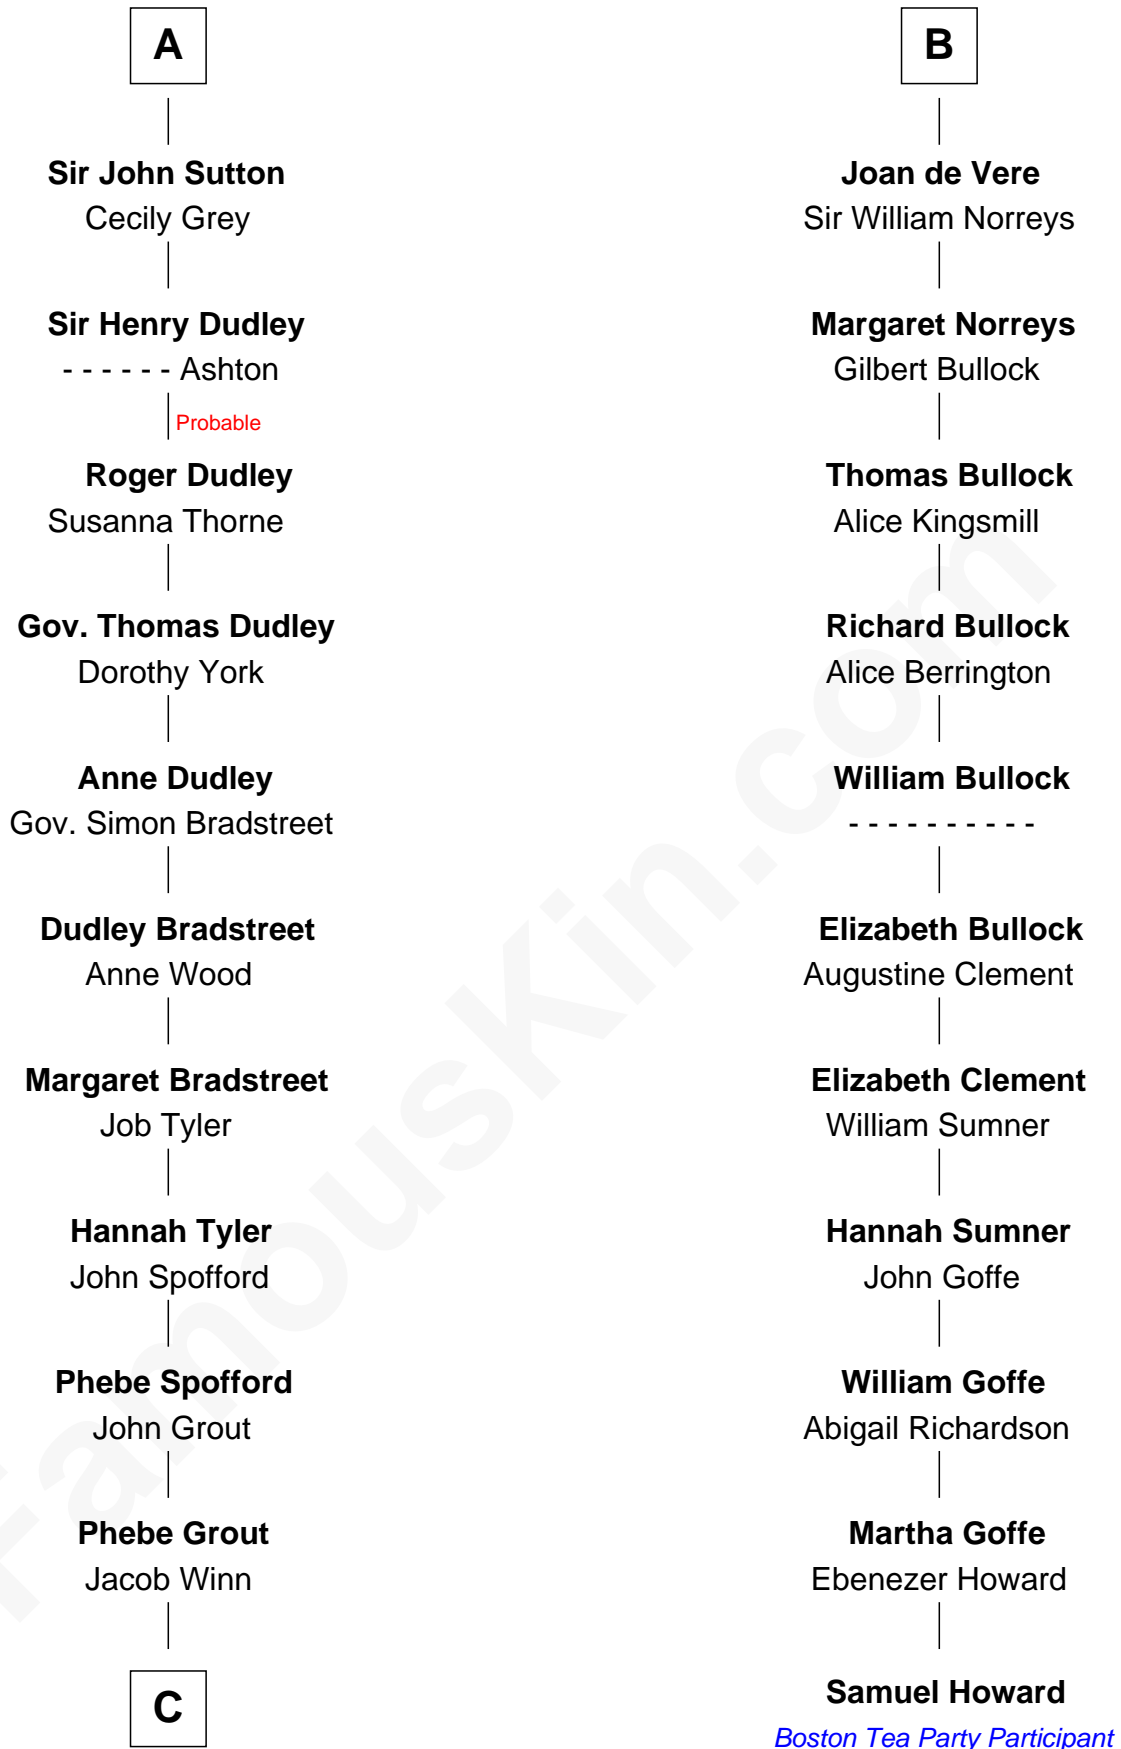 A
Sir John Sutton
Cecily Grey
Sir Henry Dudley
- - - - - - Ashton
Probable
Roger Dudley
Susanna Thorne
Gov. Thomas Dudley
Dorothy York
Anne Dudley
Gov. Simon Bradstreet
Dudley Bradstreet
Anne Wood
Margaret Bradstreet
Job Tyler
Hannah Tyler
John Spofford
Phebe Spofford
John Grout
Phebe Grout
Jacob Winn
C
B
Joan de Vere
Sir William Norreys
Margaret Norreys
Gilbert Bullock
Thomas Bullock
Alice Kingsmill
Richard Bullock
Alice Berrington
William Bullock
- - - - - - - - - -
Elizabeth Bullock
Augustine Clement
Elizabeth Clement
William Sumner
Hannah Sumner
John Goffe
William Goffe
Abigail Richardson
Martha Goffe
Ebenezer Howard
Samuel Howard
Boston Tea Party Participant
FamousKin.com